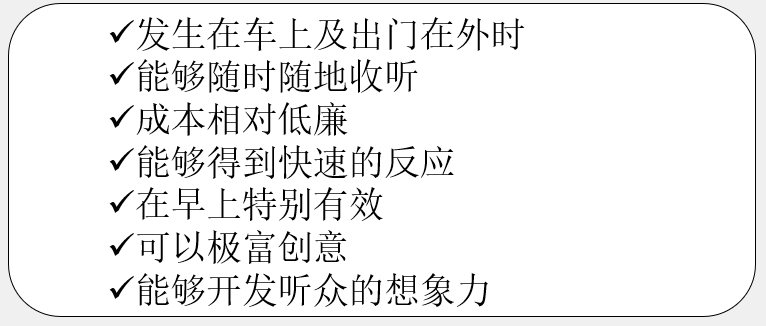 ✓发生在车上及出门在外时
✓能够随时随地收听
✓成本相对低廉
✓能够得到快速的反应
✓在早上特别有效
✓可以极富创意
✓能够开发听众的想象力